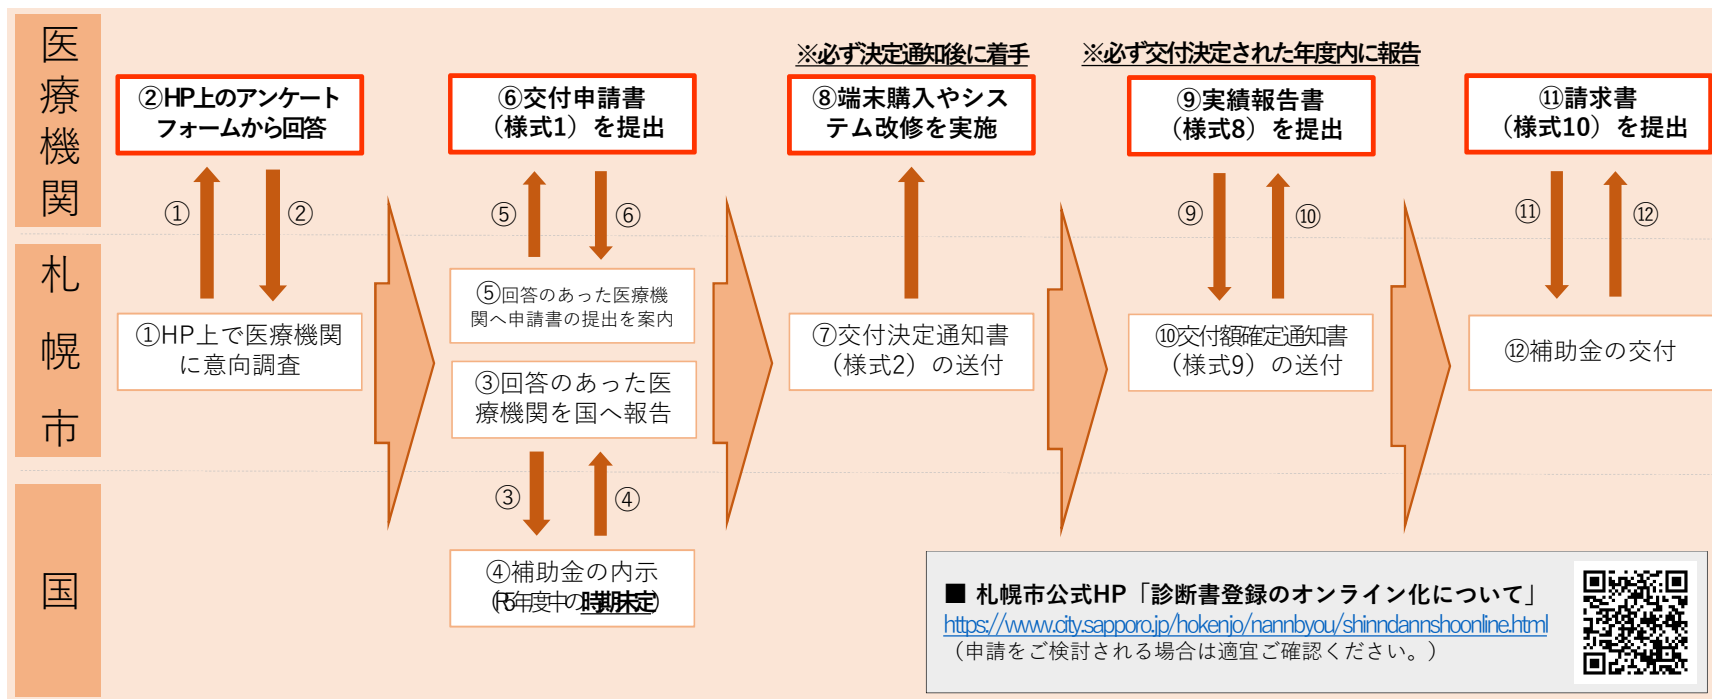 医療機関
※必ず決定通知後に着手
※必ず交付決定された年度内に報告
②HP上のアンケート
フォームから回答
⑥交付申請書
（様式1）を提出
⑧端末購入やシス
テム改修を実施
⑨実績報告書
（様式8）を提出
⑪請求書
（様式10）を提出
①
②
⑤
⑥
⑨
⑩
⑪
⑫
札幌市
①HP上で医療機関
に意向調査
⑤回答のあった医療機
関へ申請書の提出を案内
③回答のあった医
療機関を国へ報告
⑦交付決定通知書
（様式2）の送付
⑩交付額確定通知書
（様式9）の送付
⑫補助金の交付
③
④
国
④補助金の内示
（R5年度中の時期未定）
■ 札幌市公式HP「診断書登録のオンライン化について」
https://www.city.sapporo.jp/hokenjo/nannbyou/shinndannshoonline.html
（申請をご検討される場合は適宜ご確認ください。）